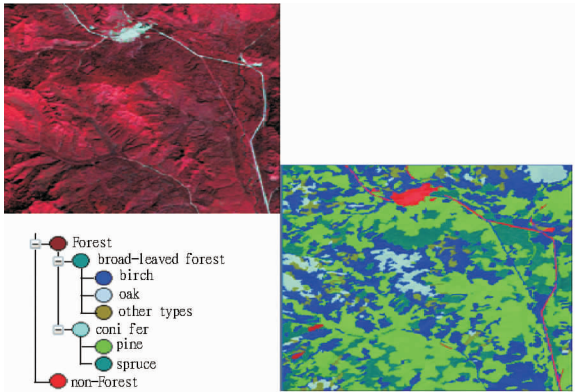 Forest
broad-leaved forest
birch
oak
other types
coni fer
pine
spruce
non-Forest